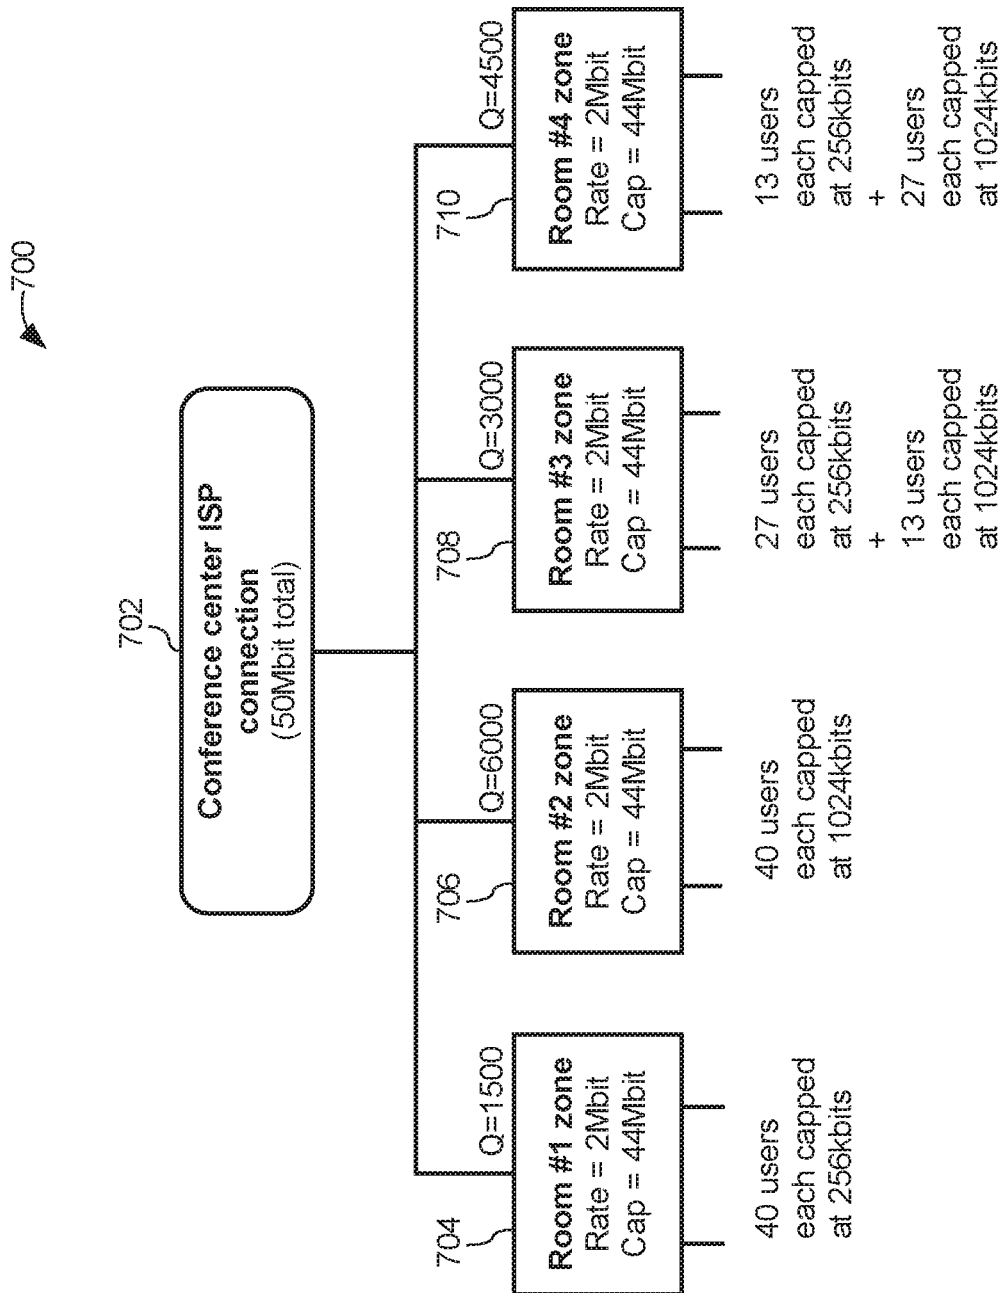 700
702
Conference center ISP
connection
(50Mbit total)
704
Q=1500
Room #1 zone
Rate = 2Mbit
Cap = 44Mbit
40 users
each capped
at 256kbits
706
Q=6000
Room #2 zone
Rate = 2Mbit
Cap = 44Mbit
40 users
each capped
at 1024kbits
708
Q=3000
Room #3 zone
Rate = 2Mbit
Cap = 44Mbit
27 users
each capped
at 256kbits
+
13 users
each capped
at 1024kbits
710
Q=4500
Room #4 zone
Rate = 2Mbit
Cap = 44Mbit
13 users
each capped
at 256kbits
+
27 users
each capped
at 1024kbits